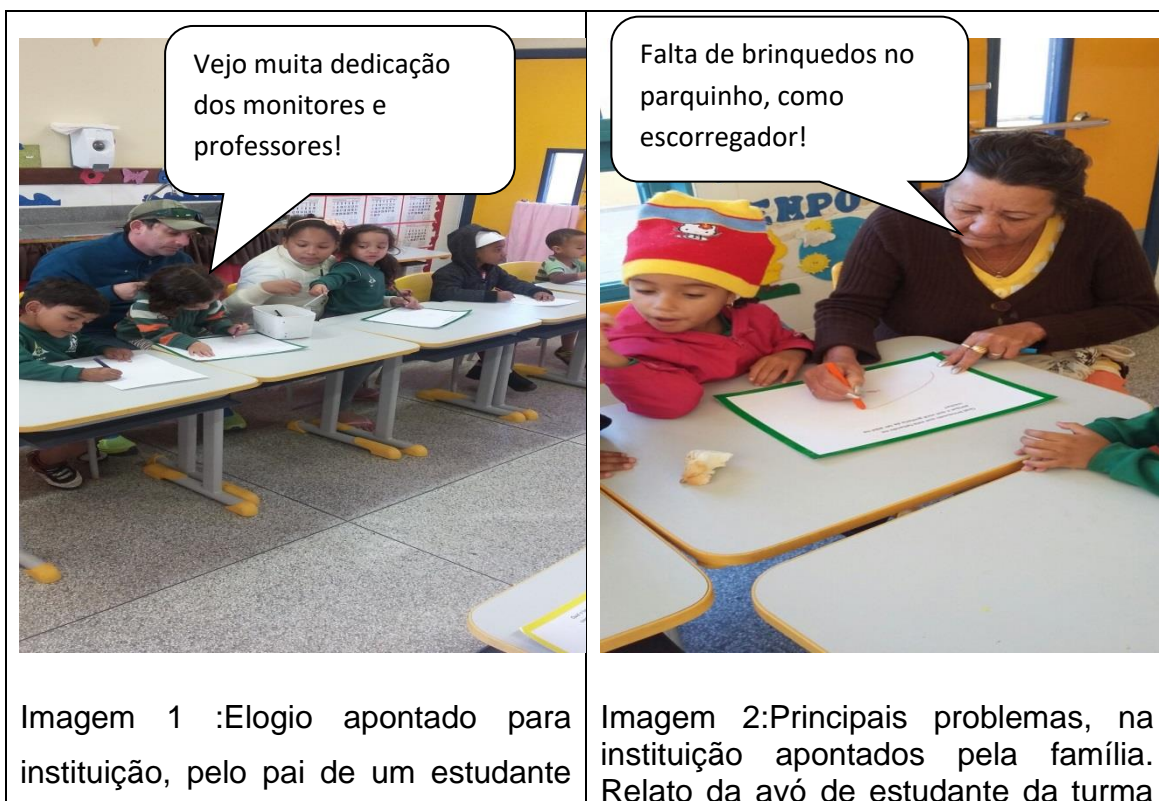 Vejo muita dedicação
dos monitores e
professores!
Falta de brinquedos no
parquinho, como
escorregador!
EMPO
Imagem 1 :Elogio apontado para
instituição, pelo pai de um estudante
Imagem 2:Principais problemas, na
instituição apontados pela família.
Relato da avó de estudante da turma